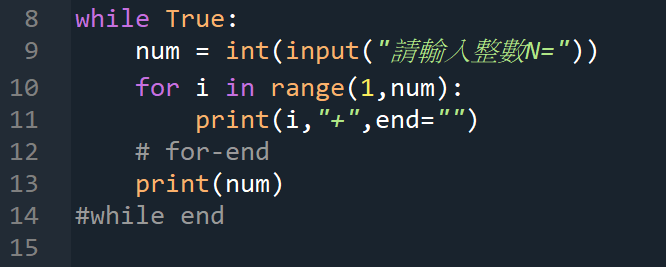 8 while True:
9     num = int(input("請輸入整數N="))
10     for i in range(1,num):
11         print(i,"+",end="")
12     # for-end
13     print(num)
14 #while end
15